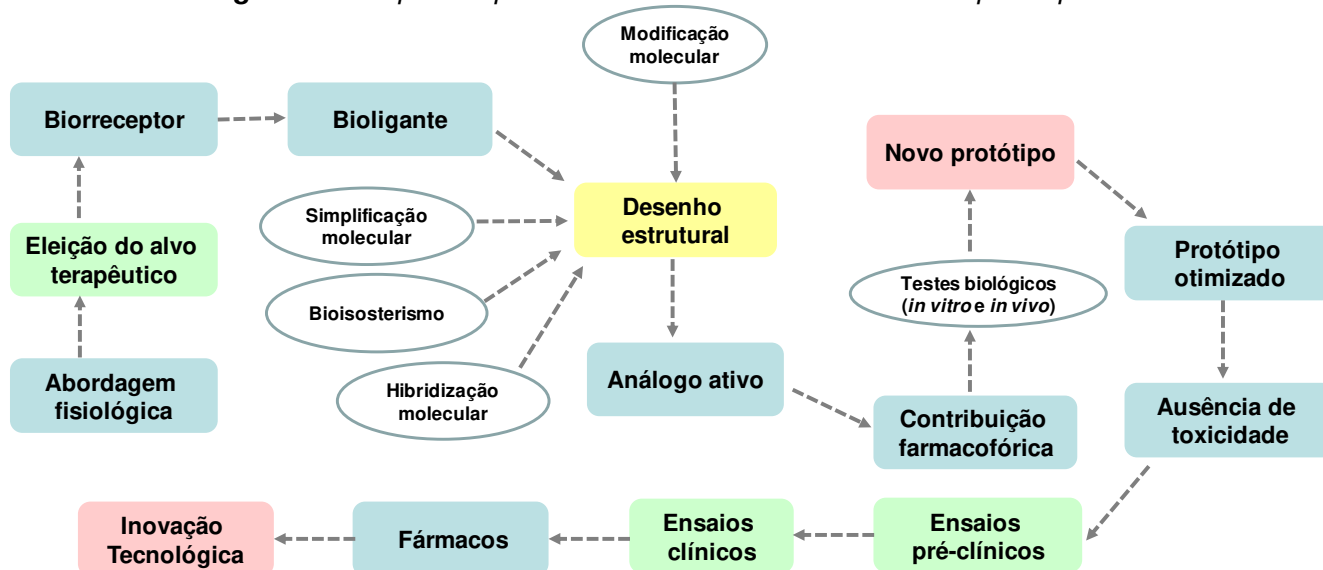 Modificação
molecular
Biorreceptor
Bioligante
Novo protótipo
Simplificação
molecular
Desenho
estrutural
Eleição do alvo
terapêutico
Protótipo
otimizado
Testes biológicos
(in vitro e in vivo)
Bioisosterismo
Abordagem
fisiológica
Hibridização
molecular
Análogo ativo
Contribuição
farmacofórica
Ausência de
toxicidade
Inovação
Tecnológica
Fármacos
Ensaios
clínicos
Ensaios
pré-clínicos